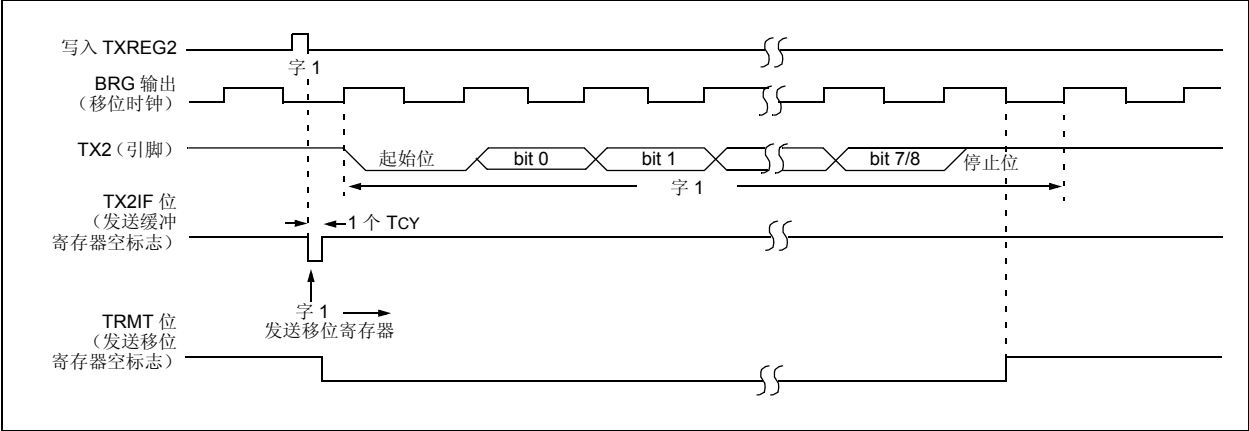 写入 TXREG2
字 1
BRG 输出
（移位时钟）
TX2（引脚）
起始位
bit 0
bit 1
bit 7/8
停止位
字 1
TX2IF 位
（发送缓冲
寄存器空标志）
1 个 TCY
字 1
发送移位寄存器
TRMT 位
（发送移位
寄存器空标志）